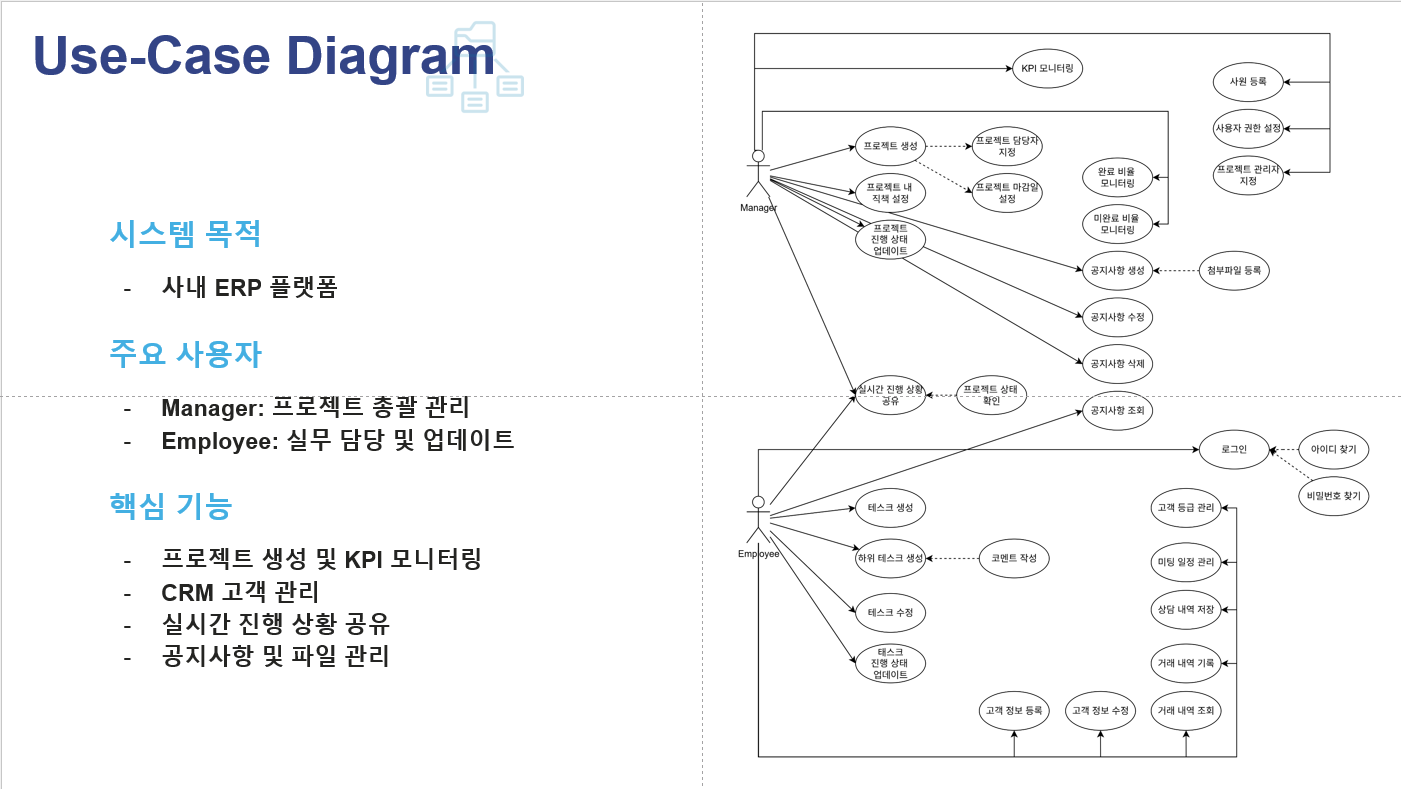 Use-Case Diagram
시스템 목적
- 사내 ERP 플랫폼
주요 사용자
- Manager: 프로젝트 총괄 관리
- Employee: 실무 담당 및 업데이트
핵심 기능
- 프로젝트 생성 및 KPI 모니터링
- CRM 고객 관리
- 실시간 진행 상황 공유
- 공지사항 및 파일 관리
KPI 모니터링
사원 등록
사용자 권한 설정
프로젝트 관리자
지정
Manager
프로젝트 생성
프로젝트 담당자
지정
프로젝트 내
직책 설정
프로젝트 마감일
설정
프로젝트
진행 상태
업데이트
완료 비율
모니터링
미완료 비율
모니터링
공지사항 생성
첨부파일 등록
공지사항 수정
공지사항 삭제
실시간 진행 상황
공유
프로젝트 상태
확인
공지사항 조회
로그인
아이디 찾기
비밀번호 찾기
Employee
테스크 생성
하위 테스크 생성
코멘트 작성
테스크 수정
태스크
진행 상태
업데이트
고객 등급 관리
미팅 일정 관리
상담 내역 저장
거래 내역 기록
고객 정보 등록
고객 정보 수정
거래 내역 조회